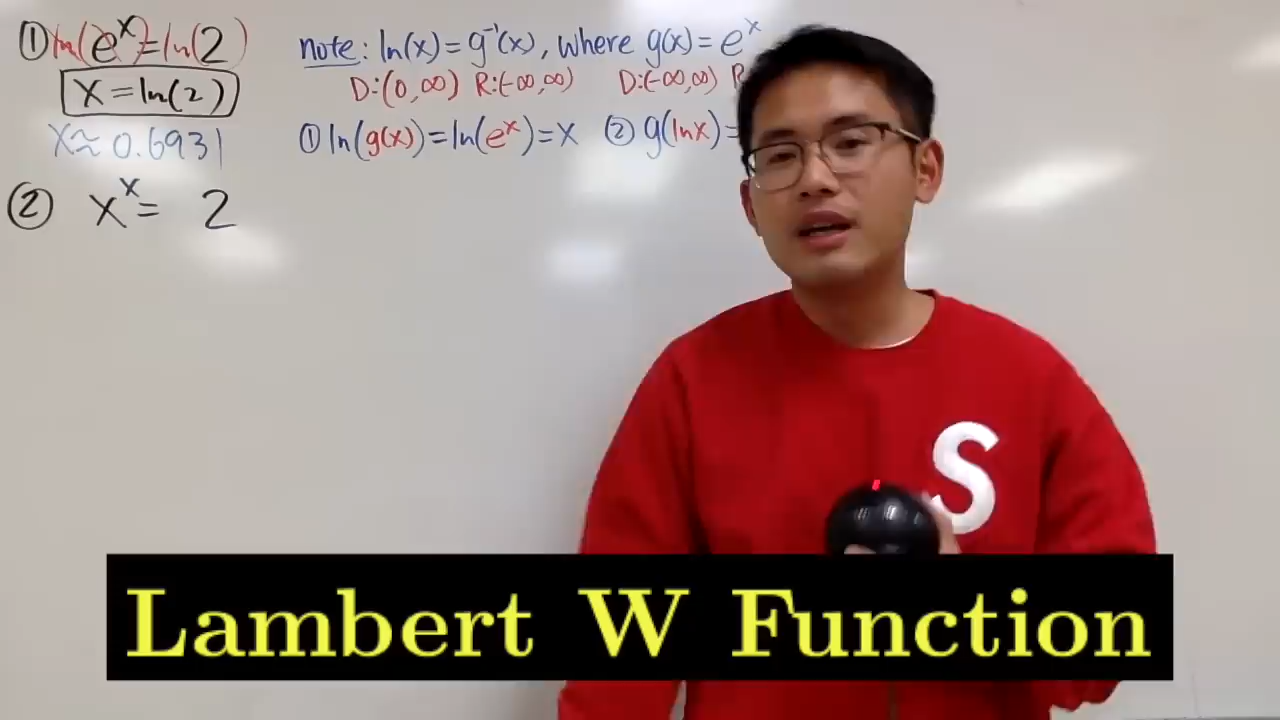 ① ln(e^x)=ln(2)
x=ln(2)
x≈0.6931
② x^x= 2
note: ln(x)=g⁻¹(x), where g(x)=e^x
D:(0,∞) R:(-∞,∞) D:(-∞,∞) R
① ln(g(x))=ln(e^x)=x ② g(lnx)=
S
Lambert W Function